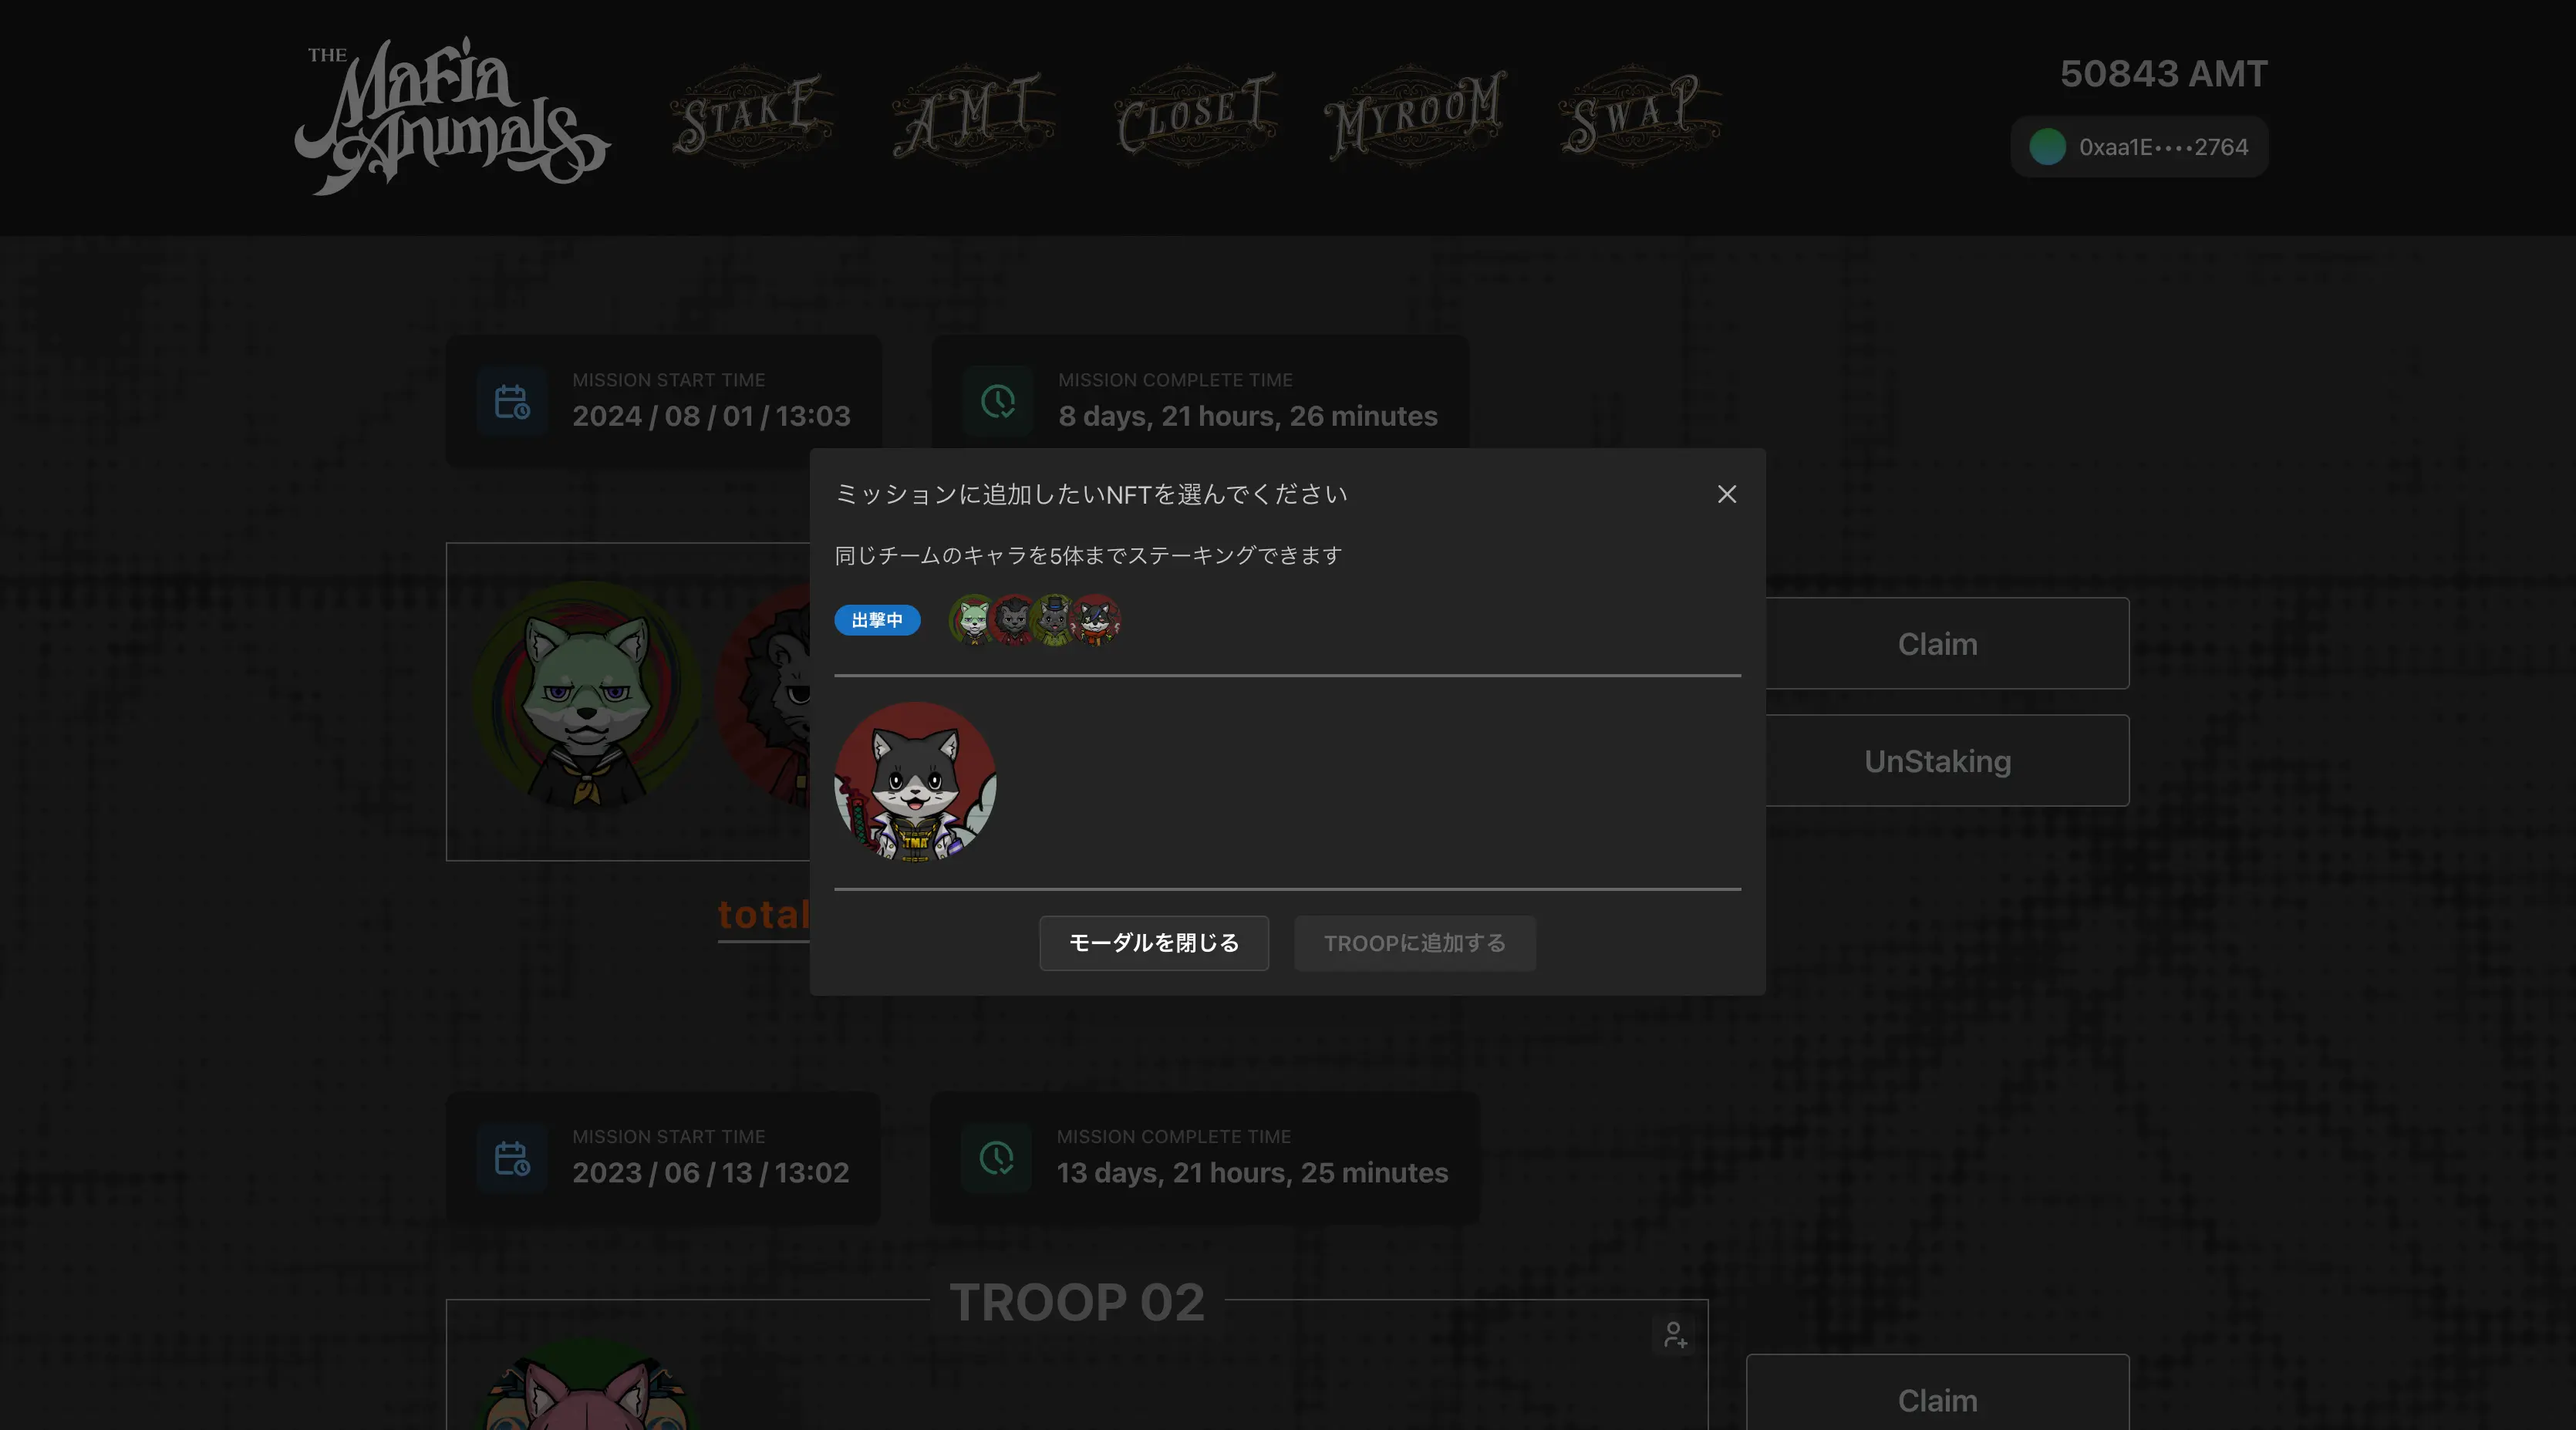 THE
Mafia
Animals
STAKE
AMT
CLOSET
MYROOM
SWAP
50843 AMT
0xaa1E••••2764
MISSION START TIME
2024 / 08 / 01 / 13:03
MISSION COMPLETE TIME
8 days, 21 hours, 26 minutes
ミッションに追加したいNFTを選んでください
同じチームのキャラを5体までステーキングできます
出撃中
TMA
Claim
UnStaking
total
モーダルを閉じる
TROOPに追加する
MISSION START TIME
2023 / 06 / 13 / 13:02
MISSION COMPLETE TIME
13 days, 21 hours, 25 minutes
TROOP 02
Claim